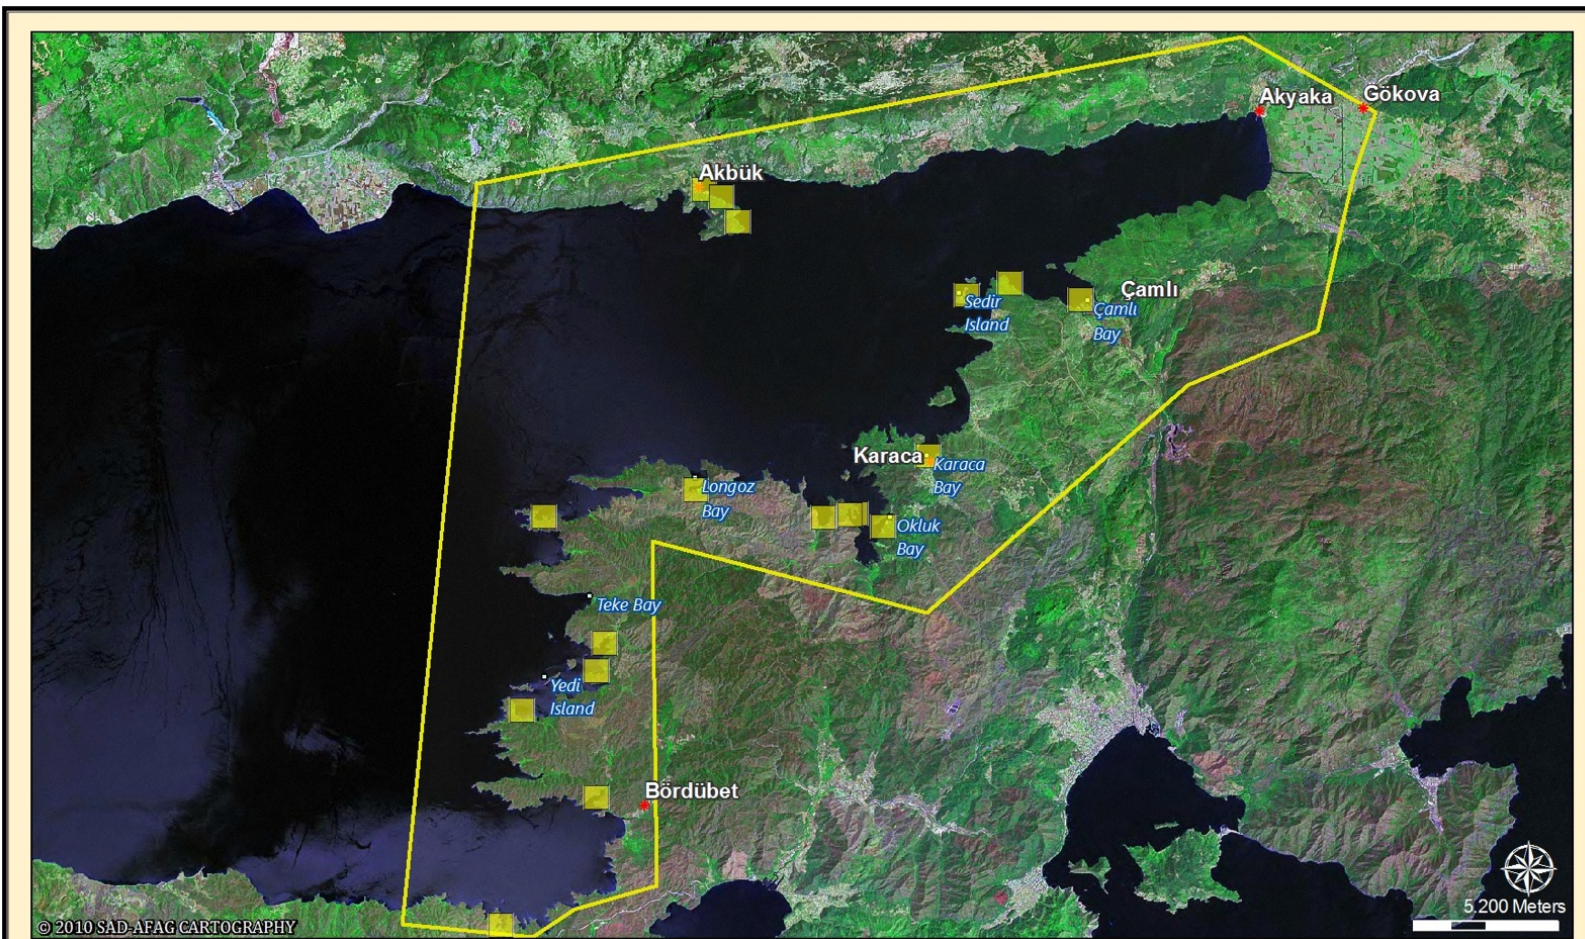 Akyaka
Gökova
Akbük
Çamlı
Sedir
Island
Çamlı
Bay
Karaca
Karaca
Bay
Longoz
Bay
Okluk
Bay
Teke Bay
Yedi
Island
Bördübet
5.200 Meters
© 2010 SAD-AFAG CARTOGRAPHY